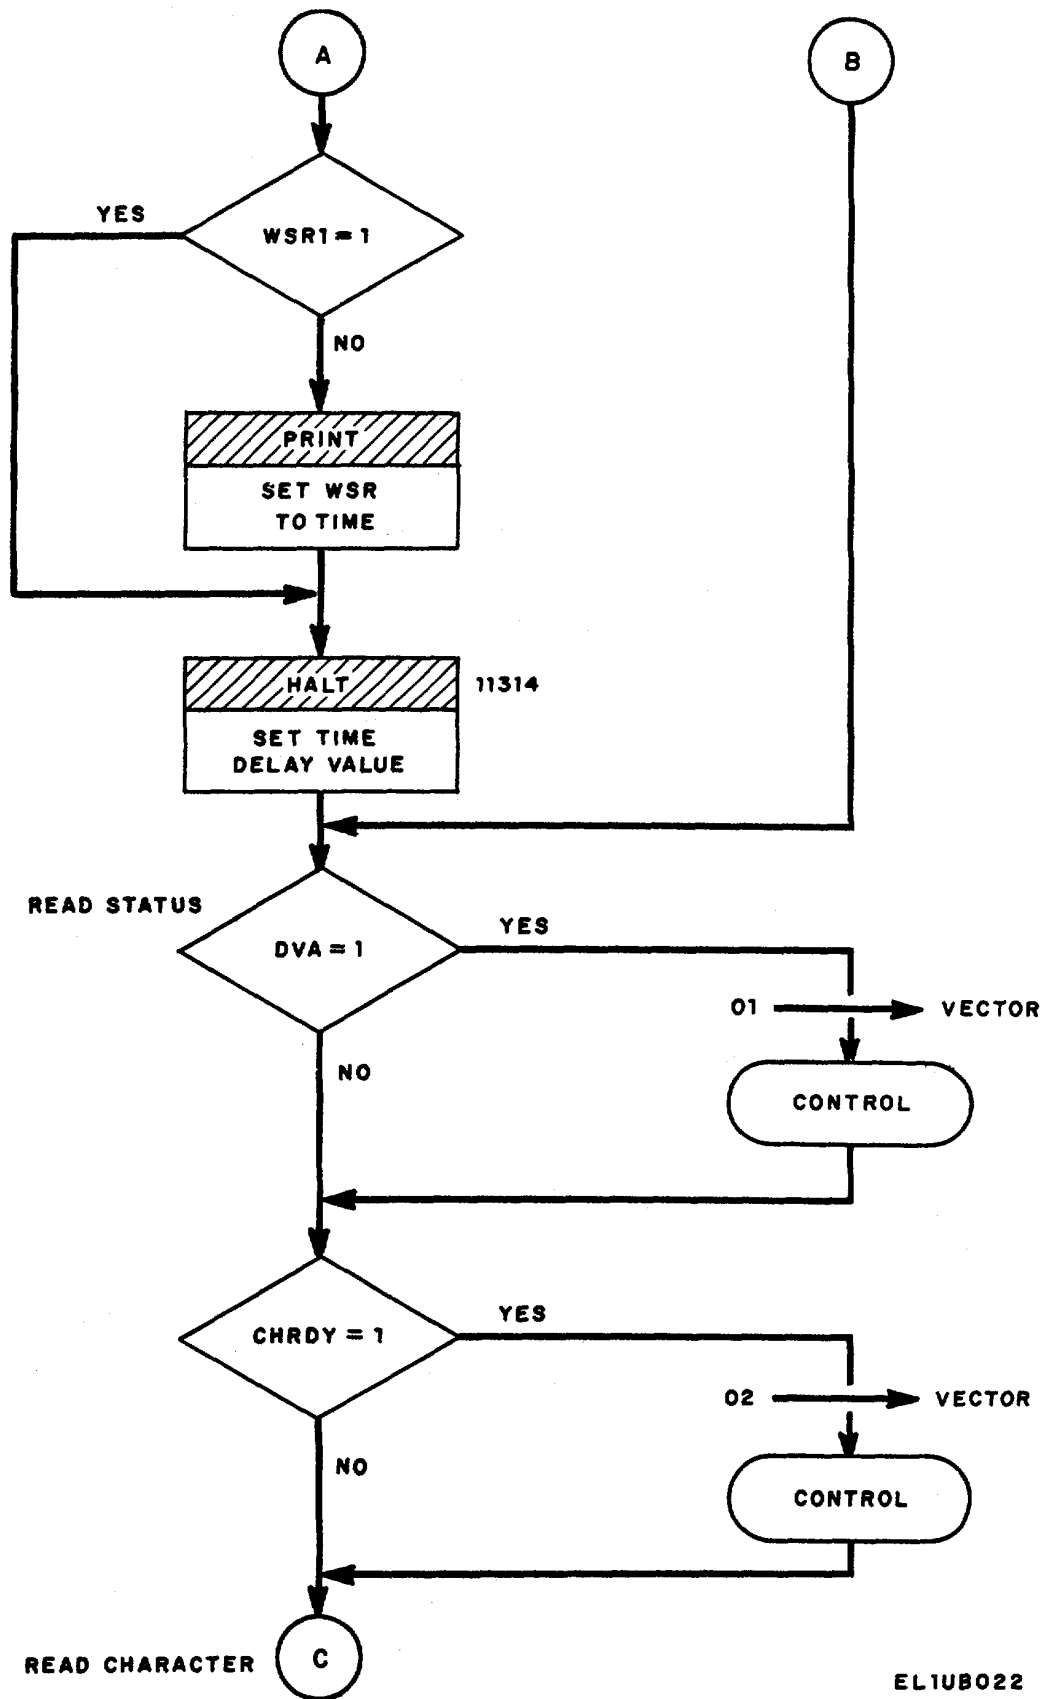 A
B
YES
WSR1 = 1
NO
PRINT
SET WSR
TO TIME
HALT
11314
SET TIME
DELAY VALUE
READ STATUS
DVA = 1
YES
01
VECTOR
NO
CONTROL
CHRDY = 1
YES
02
VECTOR
NO
CONTROL
READ CHARACTER
C
EL1UB022